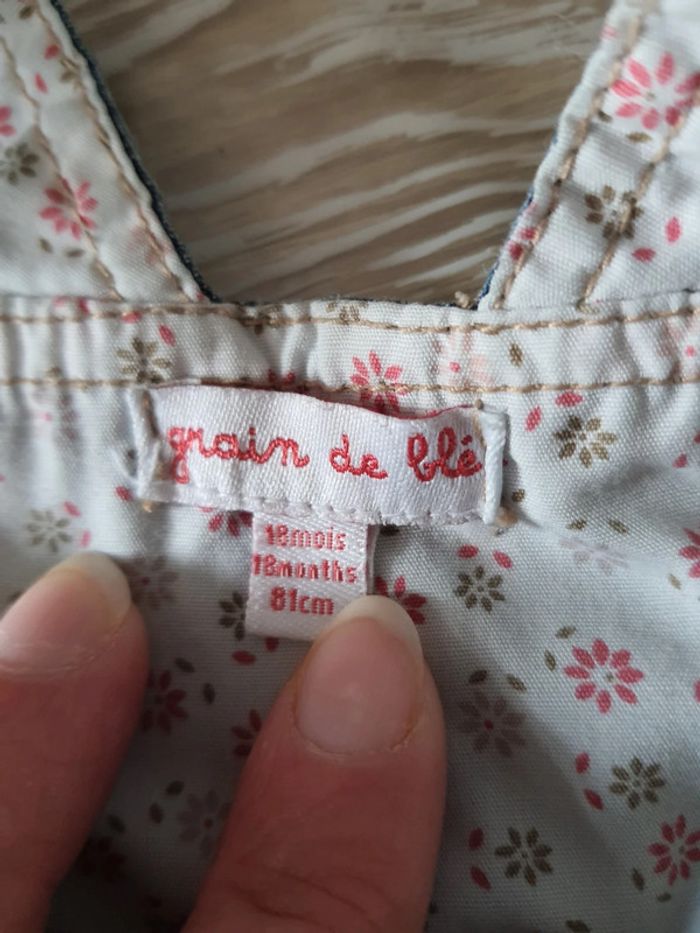 grain de blé
18mois
18months
81cm